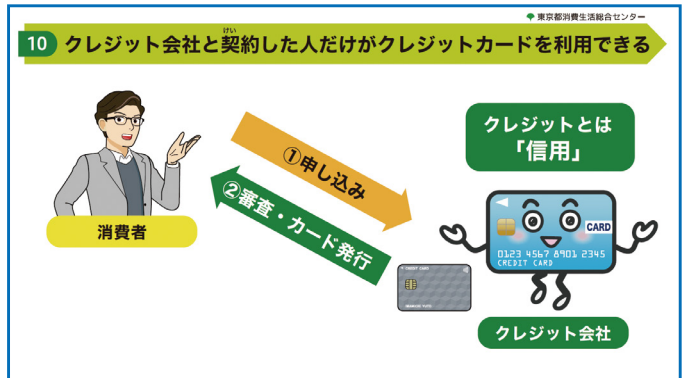 東京都消費生活総合センター
10 クレジット会社と契約した人だけがクレジットカードを利用できる
けい
クレジットとは
「信用」
①申し込み
②審査・カード発行
消費者
CARD
0123 4567 8901 2345
CREDIT CARD
CREDIT CARD
クレジット会社